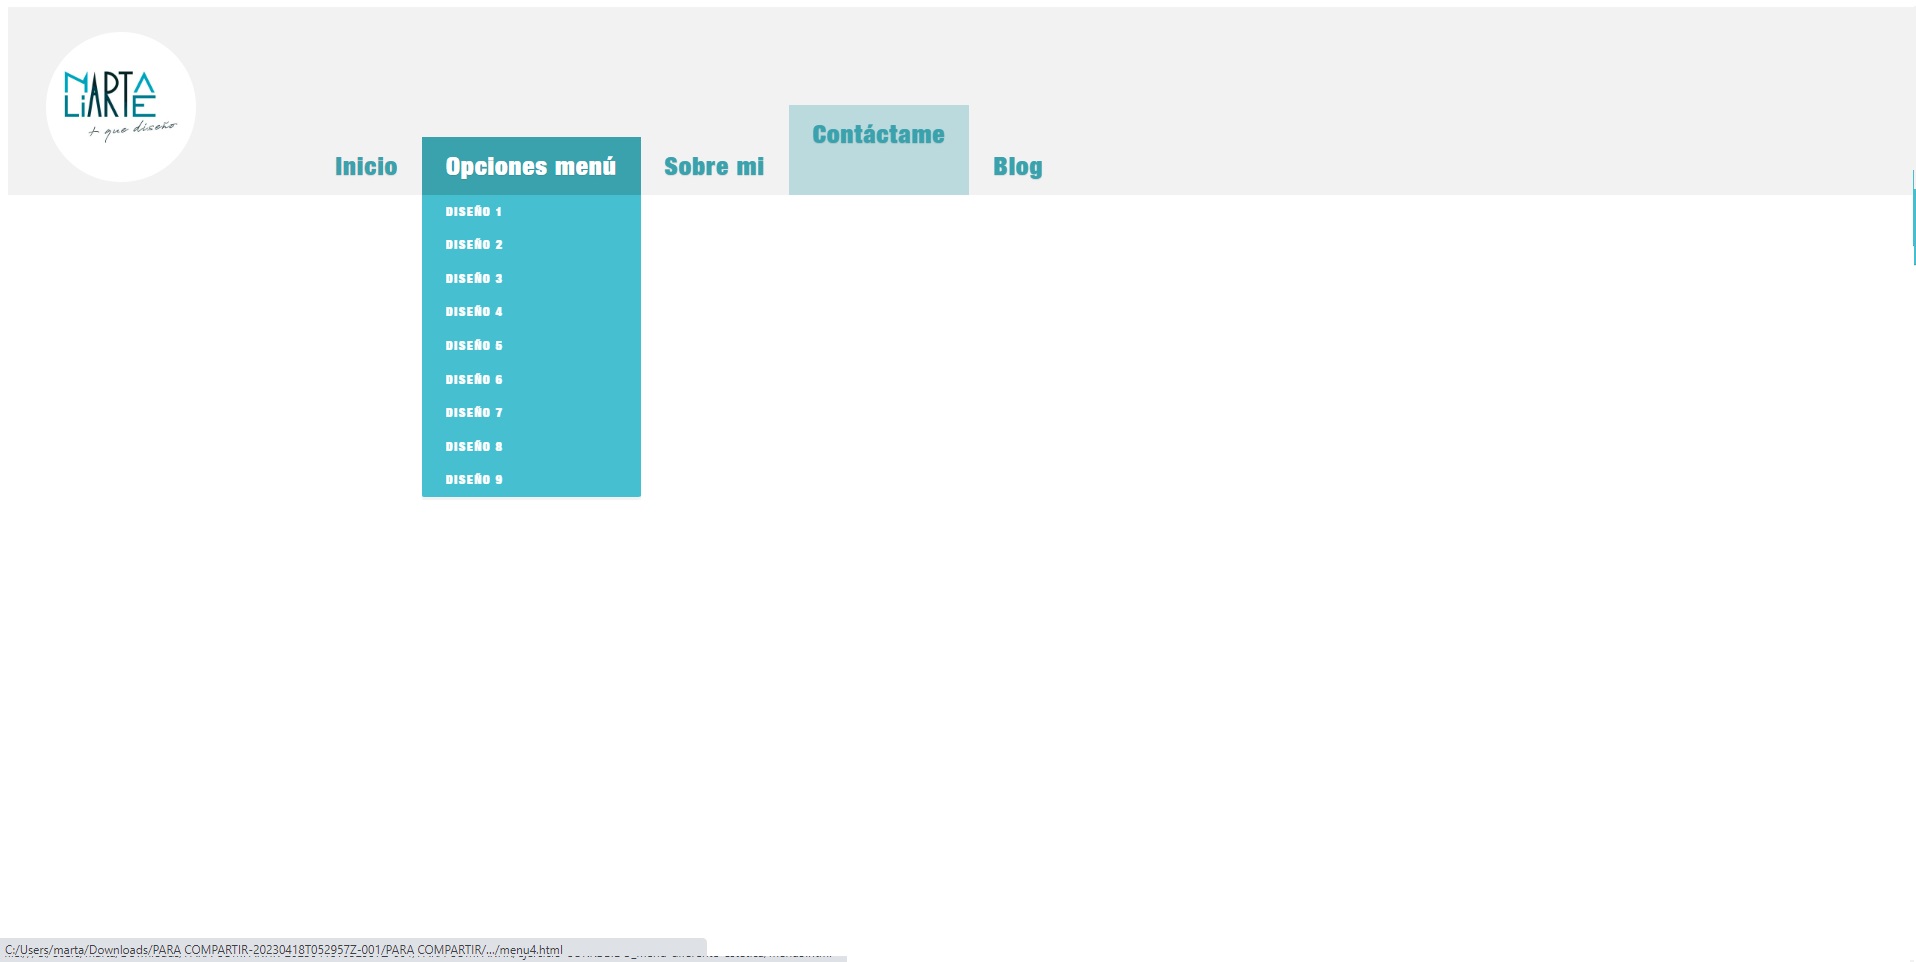 MARTA
LiARTE
+ que diseño
Inicio
Opciones menú
Sobre mi
Contáctame
Blog
DISEÑO 1
DISEÑO 2
DISEÑO 3
DISEÑO 4
DISEÑO 5
DISEÑO 6
DISEÑO 7
DISEÑO 8
DISEÑO 9
C:/Users/marta/Downloads/PARA COMPARTIR-20230418T052957Z-001/PARA COMPARTIR/.../menu4.html